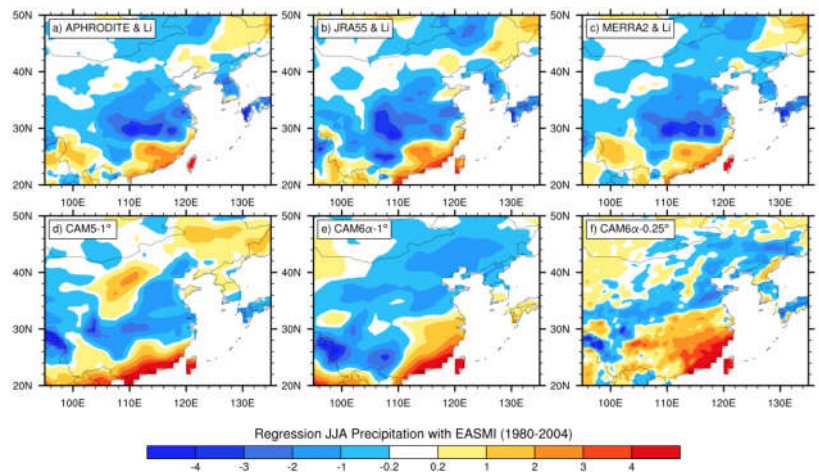 a) APHRODITE & Li
b) JRA55 & Li
c) MERRA2 & Li
50N
40N
30N
20N
100E 110E 120E 130E
50N
40N
30N
20N
100E 110E 120E 130E
50N
40N
30N
20N
100E 110E 120E 130E
d) CAM5-1°
e) CAM6α-1°
f) CAM6α-0.25°
50N
40N
30N
20N
100E 110E 120E 130E
50N
40N
30N
20N
100E 110E 120E 130E
50N
40N
30N
20N
100E 110E 120E 130E
Regression JJA Precipitation with EASMI (1980-2004)
-4 -3 -2 -1 -0.2 0.2 1 2 3 4